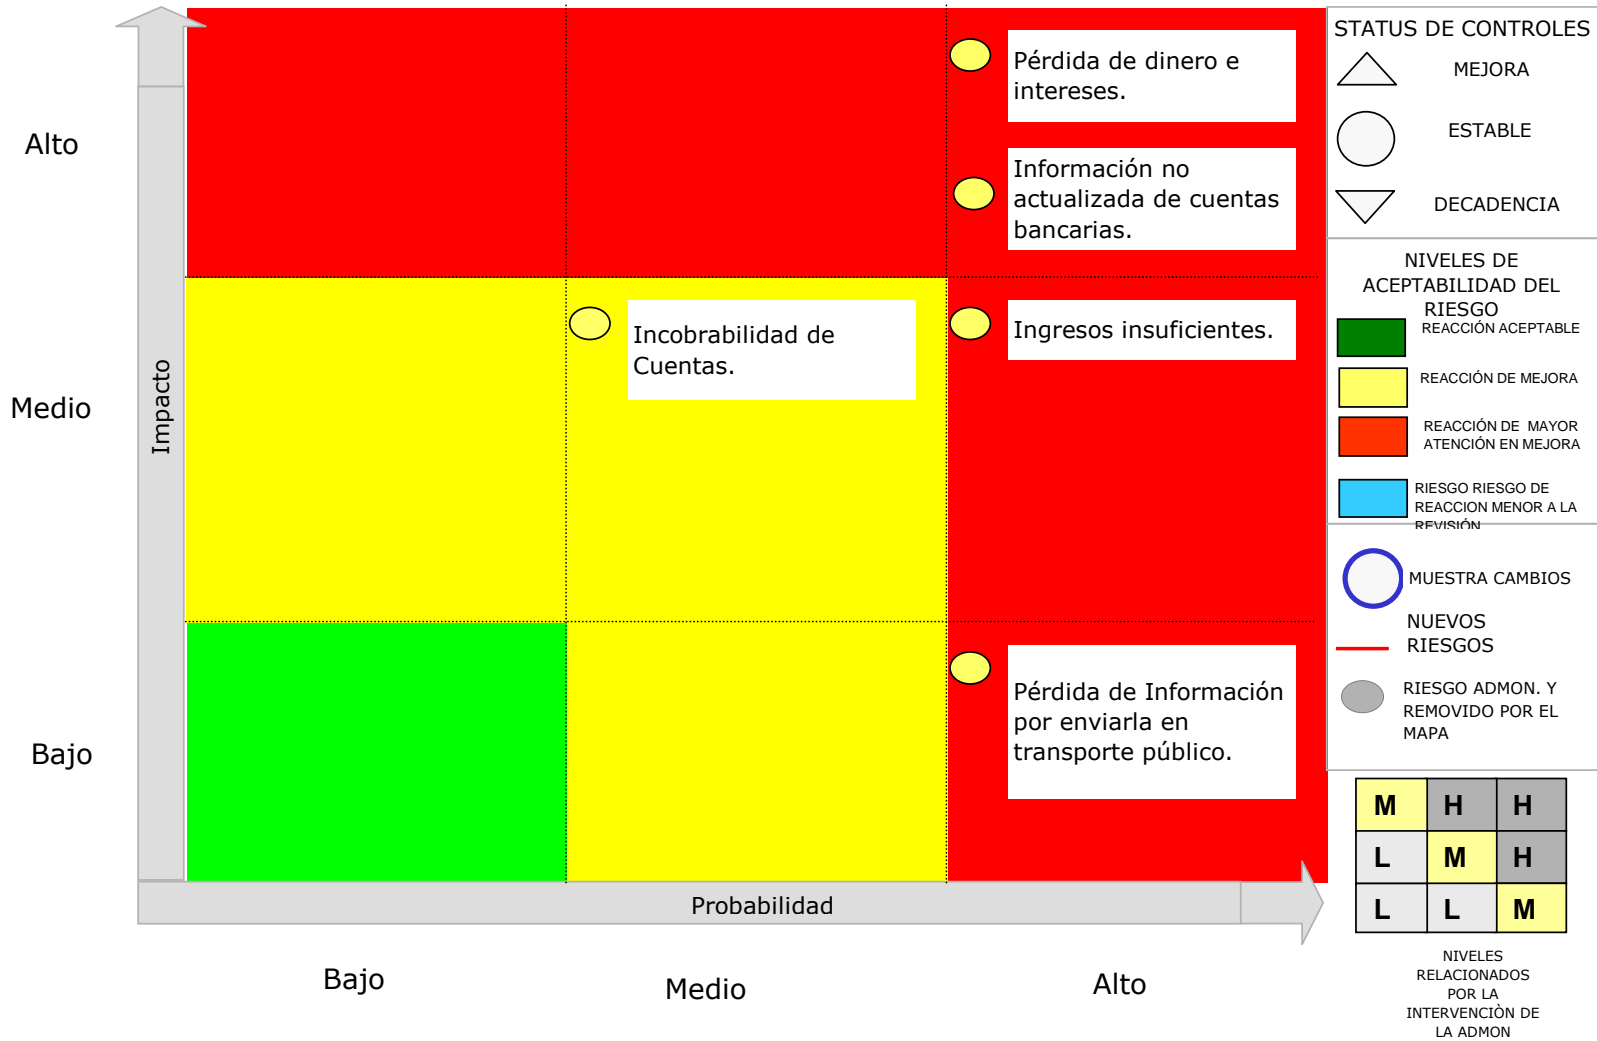 Alto
Medio
Bajo
Impacto
Pérdida de dinero e
intereses.
Información no
actualizada de cuentas
bancarias.
Incobrabilidad de
Cuentas.
Ingresos insuficientes.
Pérdida de Información
por enviarla en
transporte público.
Probabilidad
Bajo
Medio
Alto
STATUS DE CONTROLES
MEJORA
ESTABLE
DECADENCIA
NIVELES DE
ACEPTABILIDAD DEL
RIESGO
REACCIÓN ACEPTABLE
REACCIÓN DE MEJORA
REACCIÓN DE MAYOR
ATENCIÓN EN MEJORA
RIESGO RIESGO DE
REACCION MENOR A LA
REVISIÓN
MUESTRA CAMBIOS
NUEVOS
RIESGOS
RIESGO ADMON. Y
REMOVIDO POR EL
MAPA
M H H
L M H
L L M
NIVELES
RELACIONADOS
POR LA
INTERVENCIÒN DE
LA ADMON